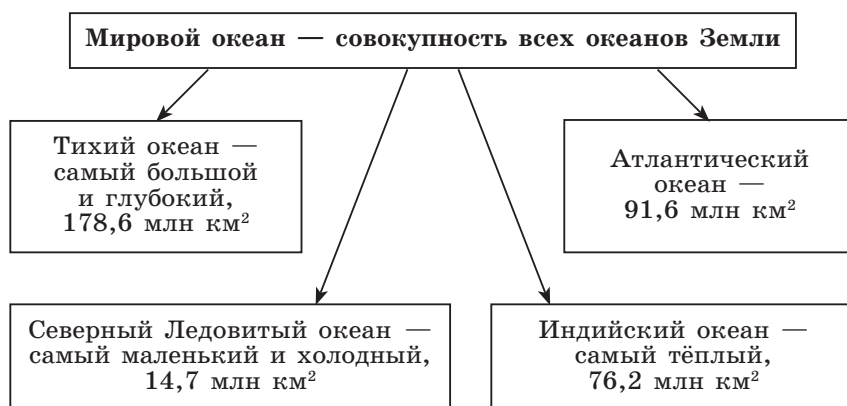 Мировой океан — совокупность всех океанов Земли
Тихий океан —
самый большой
и глубокий,
178,6 млн км²
Атлантический
океан —
91,6 млн км²
Северный Ледовитый океан —
самый маленький и холодный,
14,7 млн км²
Индийский океан —
самый тёплый,
76,2 млн км²